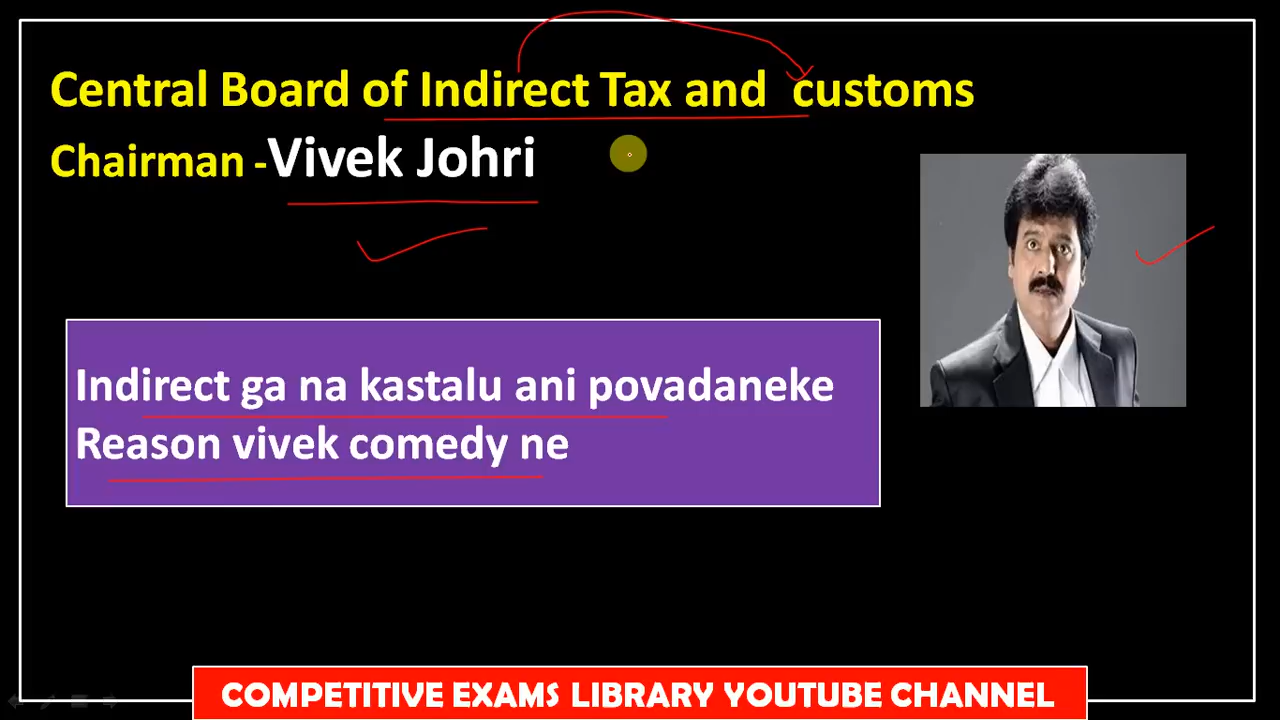 Central Board of Indirect Tax and customs
Chairman -Vivek Johri
Indirect ga na kastalu ani povadaneke
Reason vivek comedy ne
COMPETITIVE EXAMS LIBRARY YOUTUBE CHANNEL